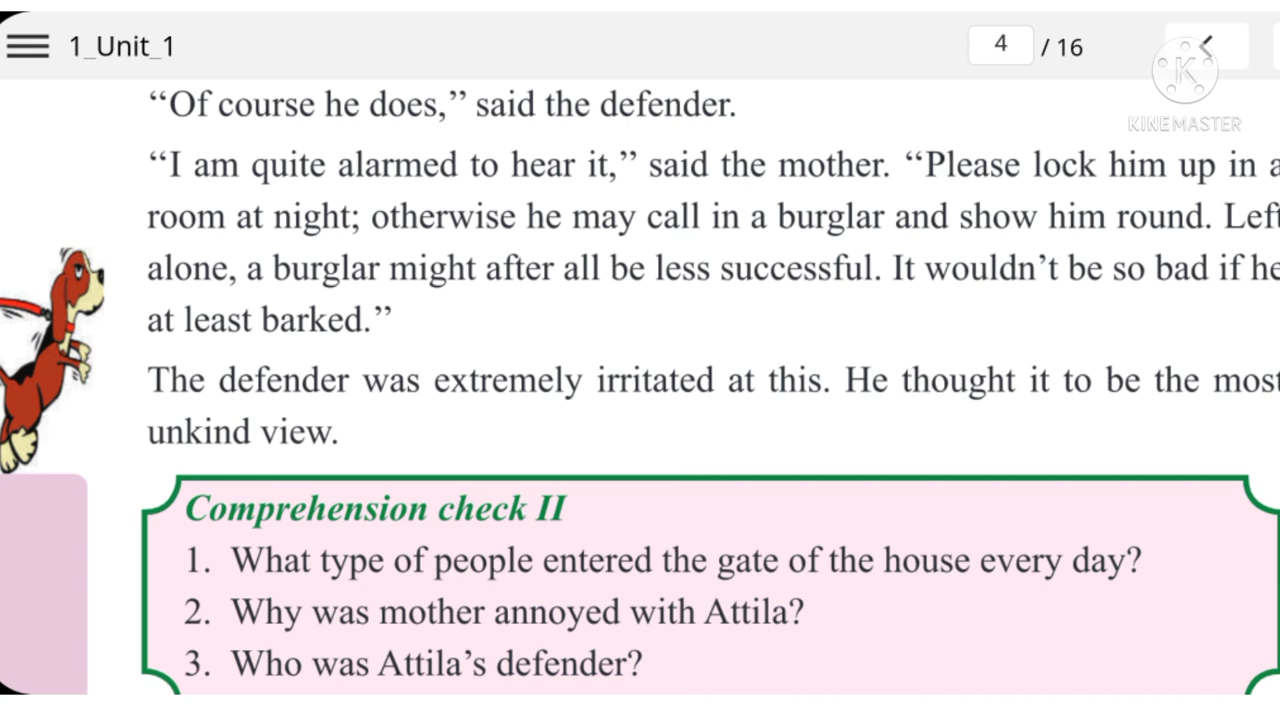 1_Unit_1 4 / 16
KINEMASTER
‘‘Of course he does,’’ said the defender.
‘‘I am quite alarmed to hear it,’’ said the mother. ‘‘Please lock him up in a
room at night; otherwise he may call in a burglar and show him round. Left
alone, a burglar might after all be less successful. It wouldn’t be so bad if he
at least barked.’’
The defender was extremely irritated at this. He thought it to be the most
unkind view.
Comprehension check II
1. What type of people entered the gate of the house every day?
2. Why was mother annoyed with Attila?
3. Who was Attila’s defender?